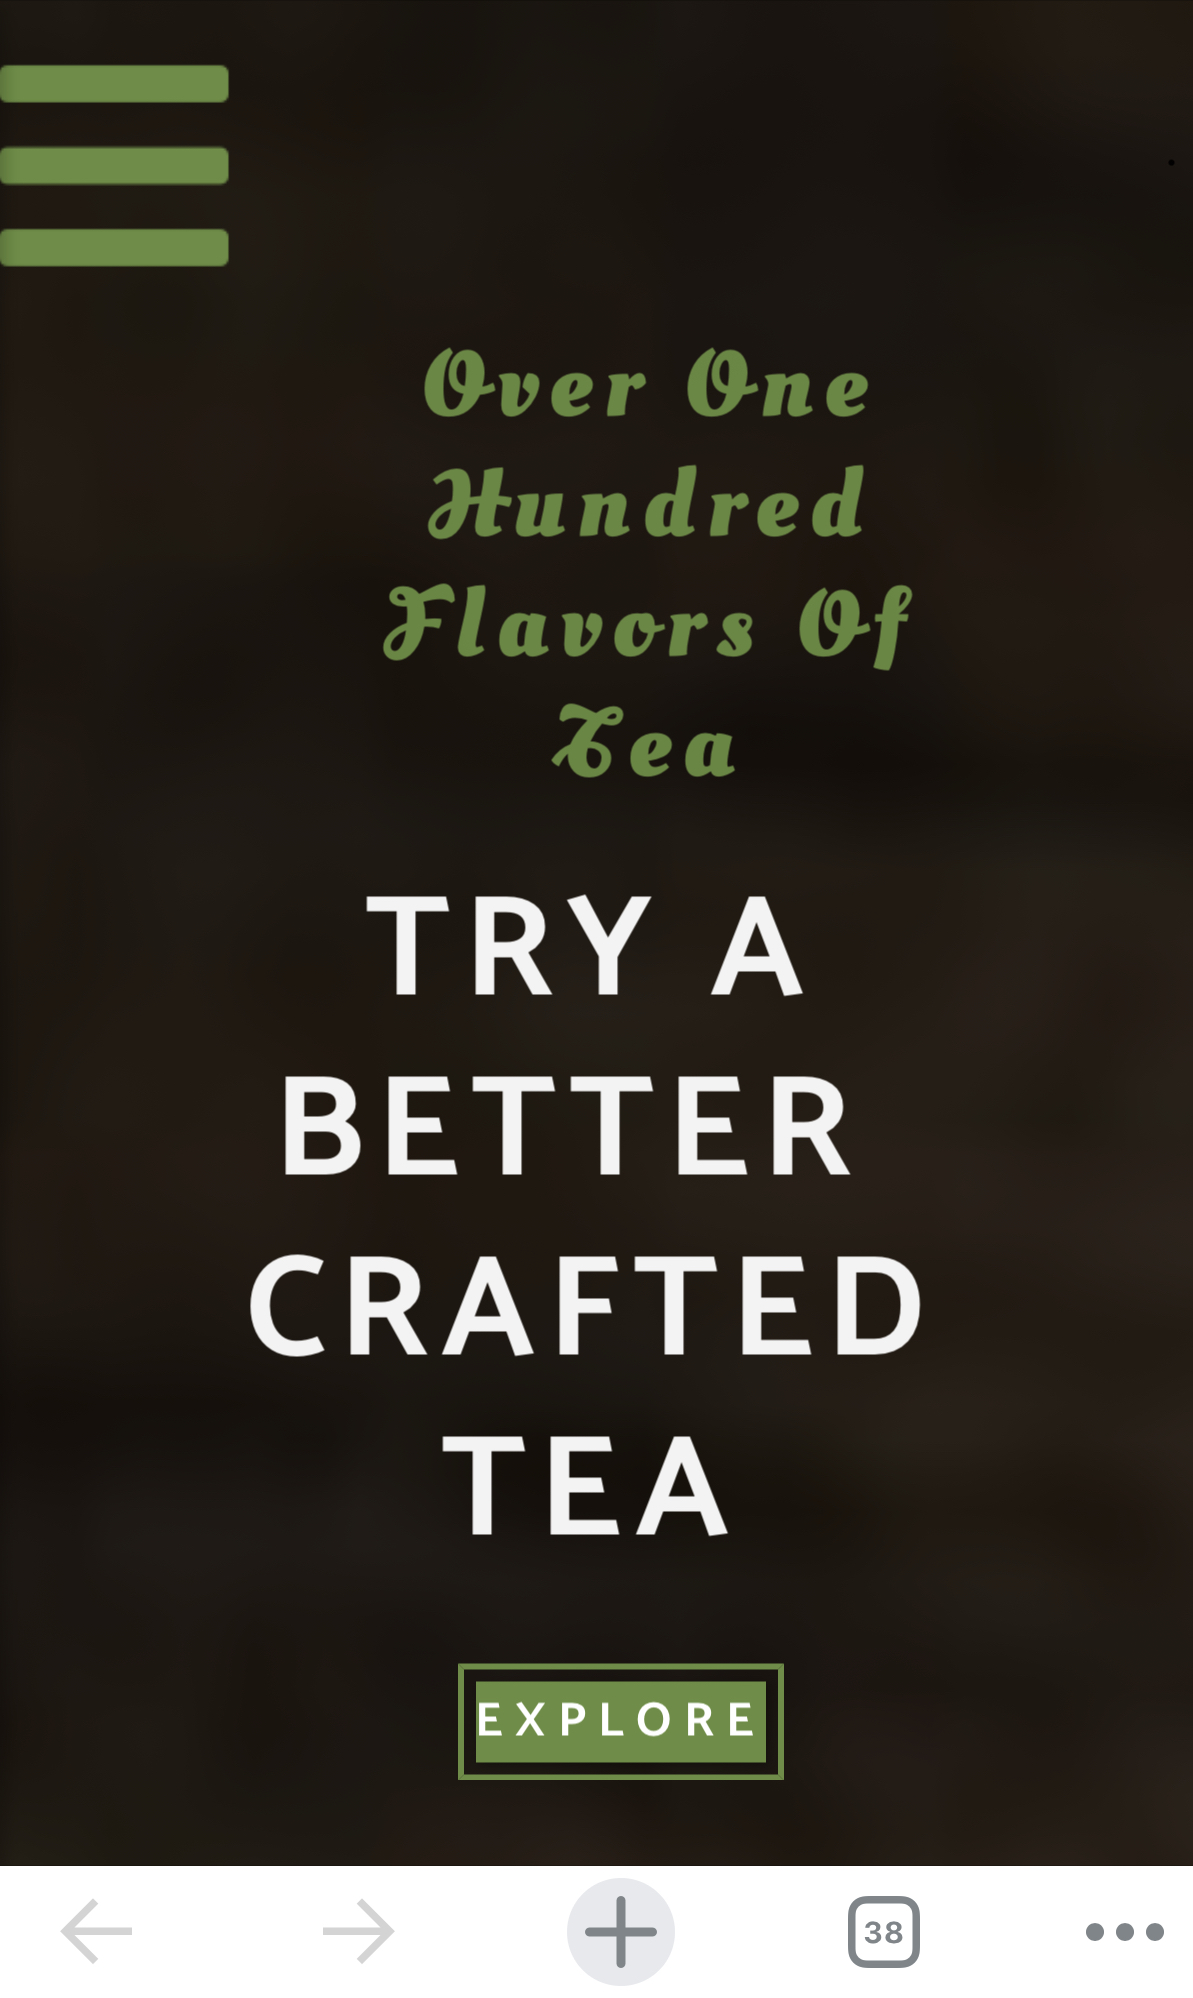 Over One
Hundred
Flavors Of
Tea
TRY A
BETTER
CRAFTED
TEA
EXPLORE
38